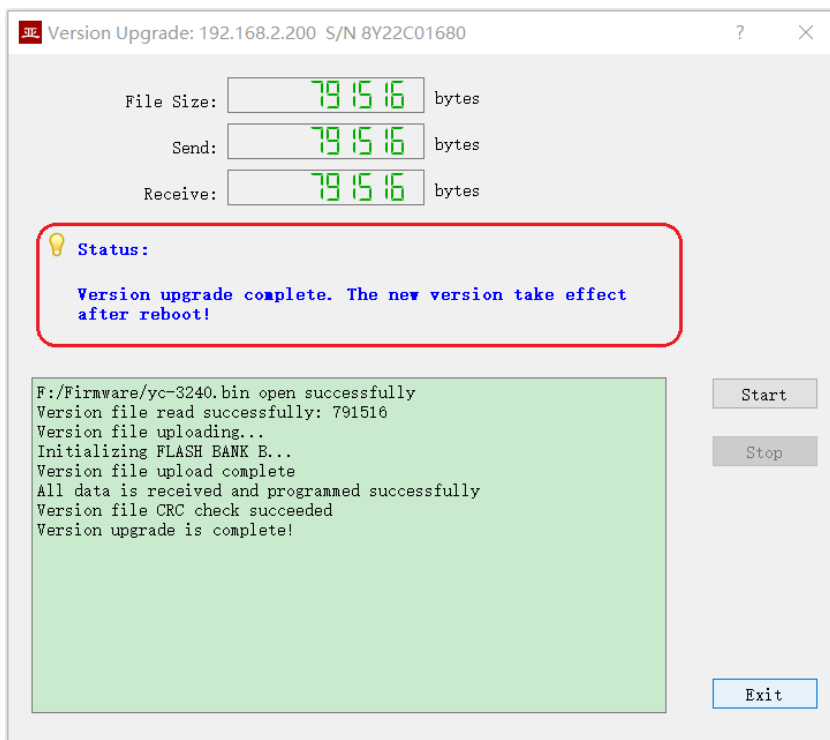 亚 Version Upgrade: 192.168.2.200 S/N 8Y22C01680 ?
File Size: 791516 bytes
Send: 791516 bytes
Receive: 791516 bytes
Status:
Version upgrade complete. The new version take effect
after reboot!
F:/Firmware/yc-3240.bin open successfully
Version file read successfully: 791516
Version file uploading...
Initializing FLASH BANK B...
Version file upload complete
All data is received and programmed successfully
Version file CRC check succeeded
Version upgrade is complete!
Start
Stop
Exit